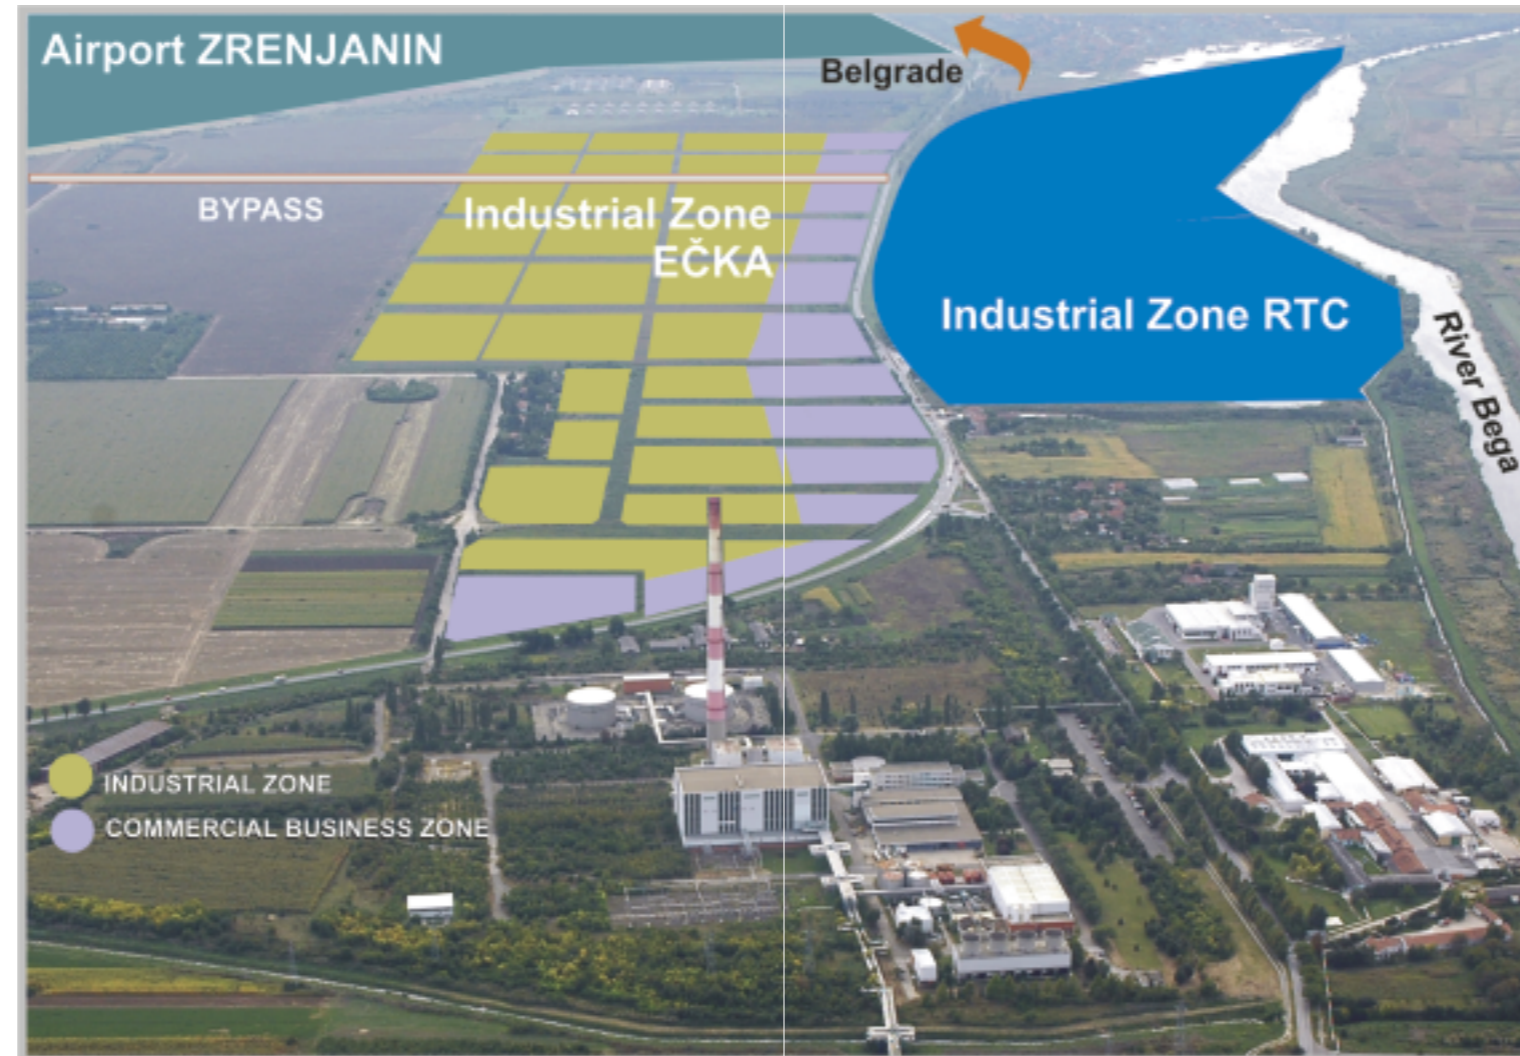 Airport ZRENJANIN
Belgrade
BYPASS
Industrial Zone
EČKA
Industrial Zone RTC
River Bega
INDUSTRIAL ZONE
COMMERCIAL BUSINESS ZONE